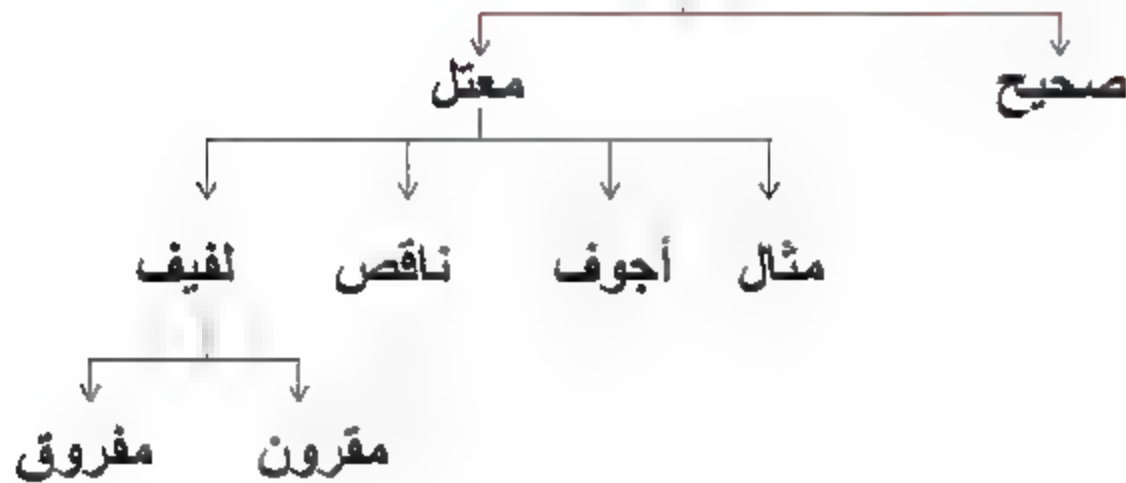 صحيح معتل
مثال أجوف ناقص لفيف
مقرون مفروق